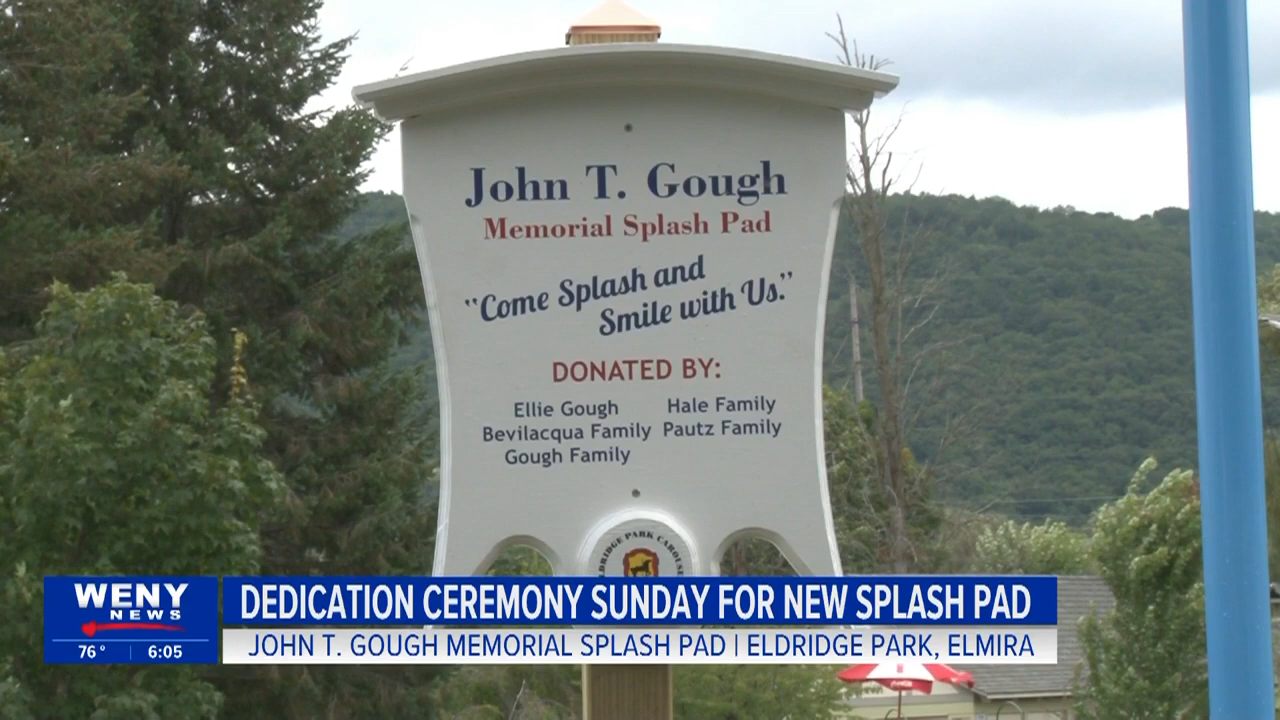 John T. Gough
Memorial Splash Pad
"Come Splash and
Smile with Us."
DONATED BY:
Ellie Gough Hale Family
Bevilacqua Family Pautz Family
Gough Family
PARK
WENY
NEWS
76° 6:05
DEDICATION CEREMONY SUNDAY FOR NEW SPLASH PAD
JOHN T. GOUGH MEMORIAL SPLASH PAD | ELDRIDGE PARK, ELMIRA